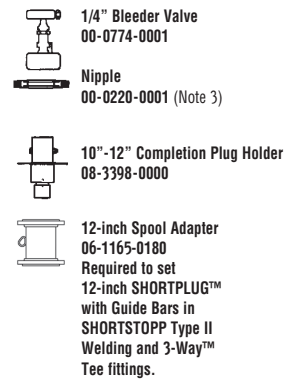 1/4” Bleeder Valve
00-0774-0001
Nipple
00-0220-0001 (Note 3)
10”-12” Completion Plug Holder
08-3398-0000
12-inch Spool Adapter
06-1165-0180
Required to set
12-inch SHORTPLUG™
with Guide Bars in
SHORTSTOPP Type II
Welding and 3-Way™
Tee fittings.